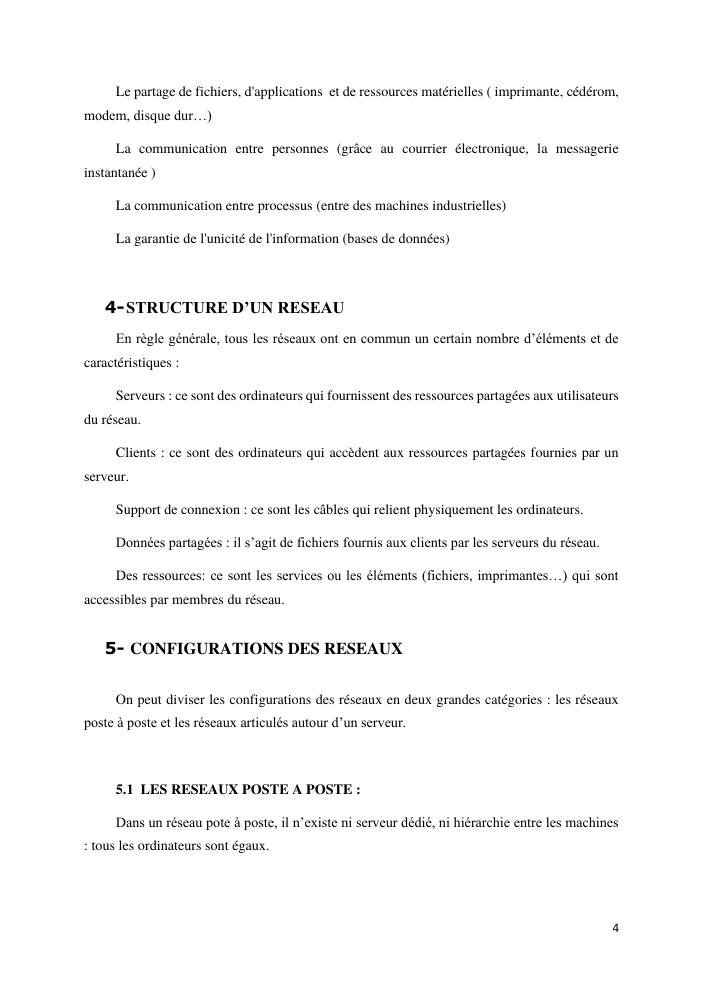 Le partage de fichiers, d'applications et de ressources matérielles ( imprimante, cédérom,
modem, disque dur…)
La communication entre personnes (grâce au courrier électronique, la messagerie
instantanée )
La communication entre processus (entre des machines industrielles)
La garantie de l'unicité de l'information (bases de données)
4-STRUCTURE D’UN RESEAU
En règle générale, tous les réseaux ont en commun un certain nombre d’éléments et de
caractéristiques :
Serveurs : ce sont des ordinateurs qui fournissent des ressources partagées aux utilisateurs
du réseau.
Clients : ce sont des ordinateurs qui accèdent aux ressources partagées fournies par un
serveur.
Support de connexion : ce sont les câbles qui relient physiquement les ordinateurs.
Données partagées : il s’agit de fichiers fournis aux clients par les serveurs du réseau.
Des ressources: ce sont les services ou les éléments (fichiers, imprimantes…) qui sont
accessibles par membres du réseau.
5- CONFIGURATIONS DES RESEAUX
On peut diviser les configurations des réseaux en deux grandes catégories : les réseaux
poste à poste et les réseaux articulés autour d’un serveur.
5.1 LES RESEAUX POSTE A POSTE :
Dans un réseau pote à poste, il n’existe ni serveur dédié, ni hiérarchie entre les machines
: tous les ordinateurs sont égaux.
4